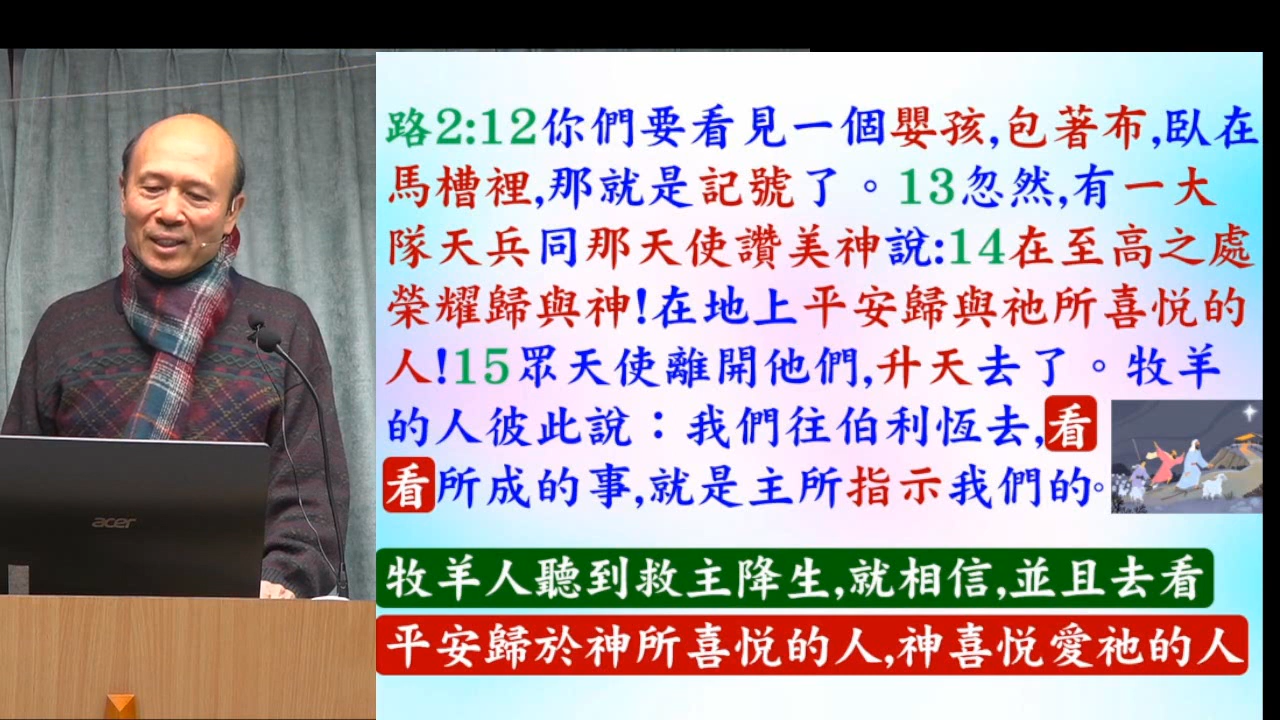 路2:12你們要看見一個嬰孩,包著布,臥在
馬槽裡,那就是記號了。13忽然,有一大
隊天兵同那天使讚美神說:14在至高之處
榮耀歸與神!在地上平安歸與祂所喜悅的
人!15眾天使離開他們,升天去了。牧羊
的人彼此說：我們往伯利恆去,看
看所成的事,就是主所指示我們的。
牧羊人聽到救主降生,就相信,並且去看
平安歸於神所喜悅的人,神喜悅愛祂的人
acer